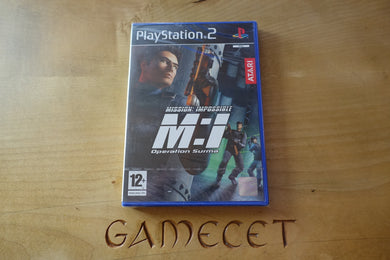 PlayStation 2
ATARI
MISSION: IMPOSSIBLE
M:I
Operation Surma
12+
GAMECET